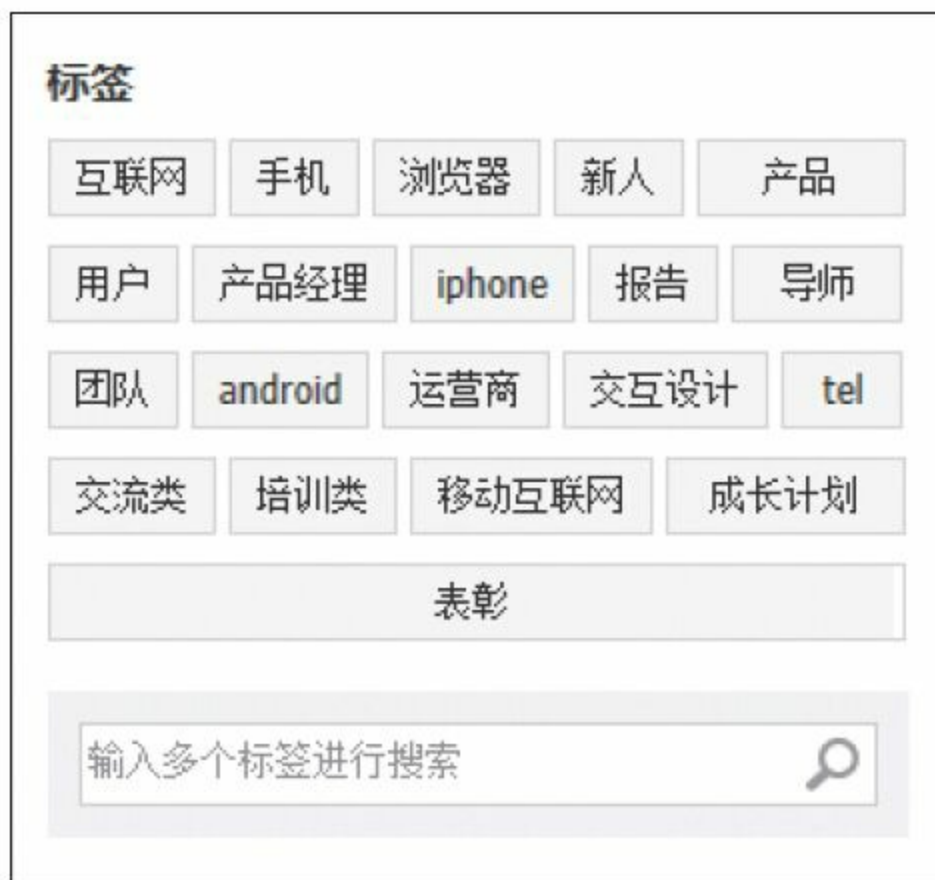 标签
互联网 手机 浏览器 新人 产品
用户 产品经理 iphone 报告 导师
团队 android 运营商 交互设计 tel
交流类 培训类 移动互联网 成长计划
表彰
输入多个标签进行搜索